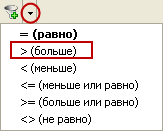 = (равно)
> (больше)
< (меньше)
<= (меньше или равно)
>= (больше или равно)
<> (не равно)